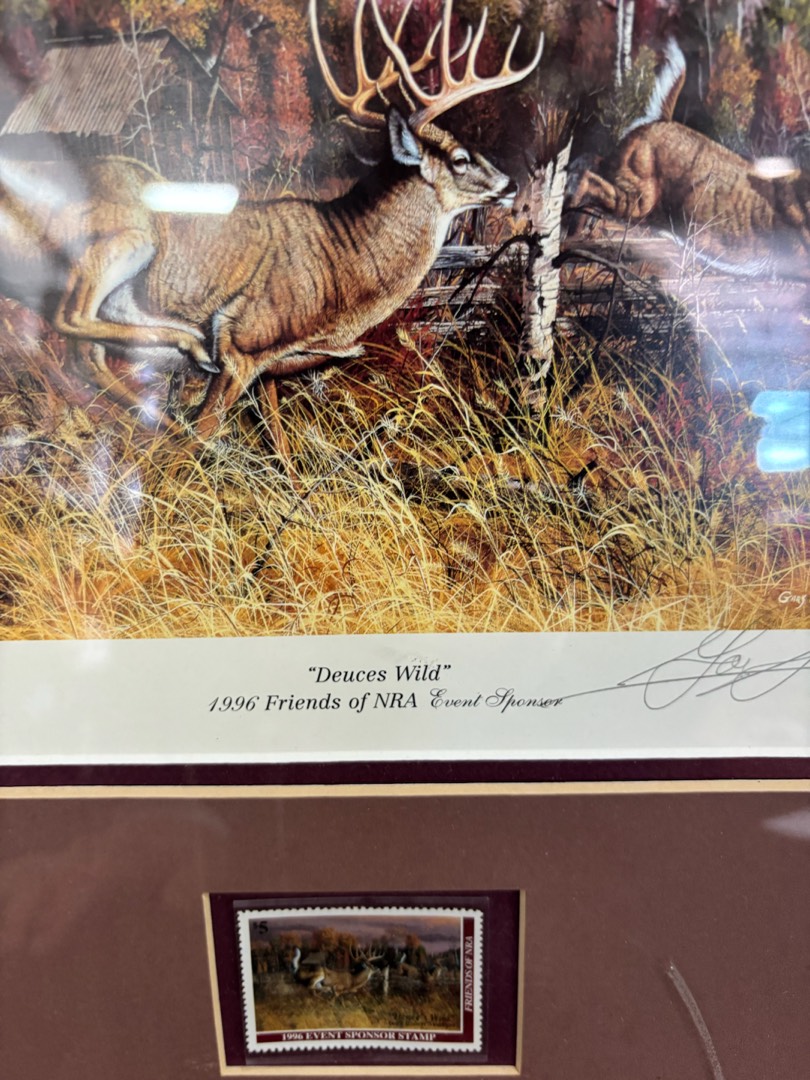 "Deuces Wild"
1996 Friends of NRA Event Sponsor
$5
FRIENDS OF NRA
1996 EVENT SPONSOR STAMP